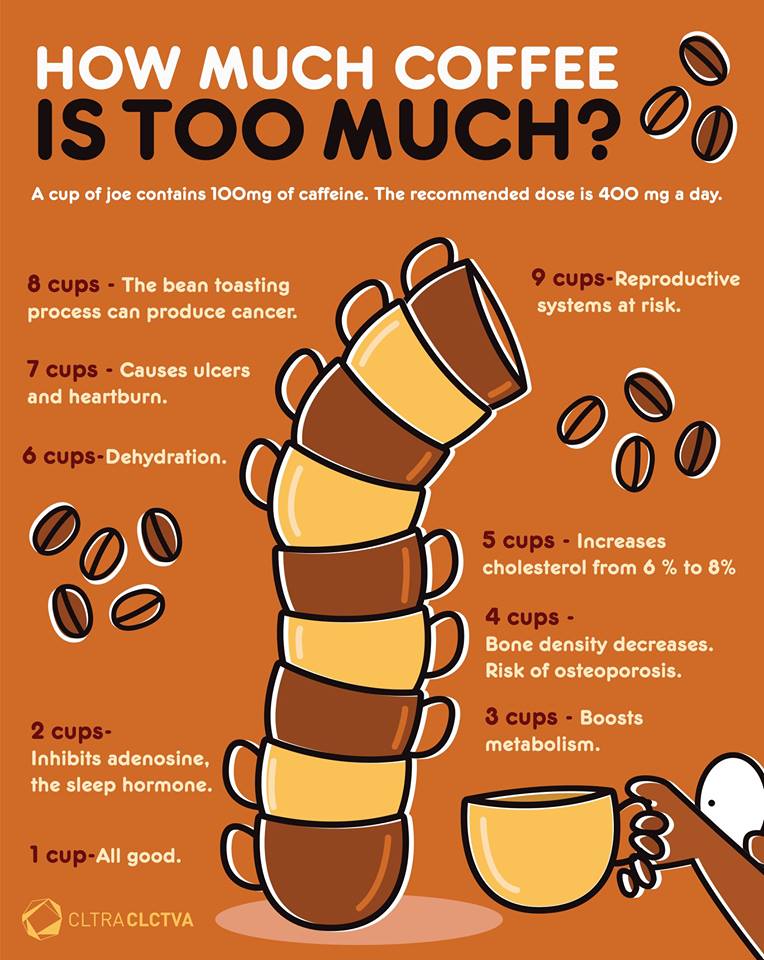 HOW MUCH COFFEE
IS TOO MUCH?
A cup of joe contains 100mg of caffeine. The recommended dose is 400 mg a day.
8 cups - The bean toasting
process can produce cancer.
9 cups-Reproductive
systems at risk.
7 cups - Causes ulcers
and heartburn.
6 cups-Dehydration.
5 cups - Increases
cholesterol from 6 % to 8%
4 cups -
Bone density decreases.
Risk of osteoporosis.
3 cups - Boosts
metabolism.
2 cups-
Inhibits adenosine,
the sleep hormone.
1 cup-All good.
CLTRACLCTVA